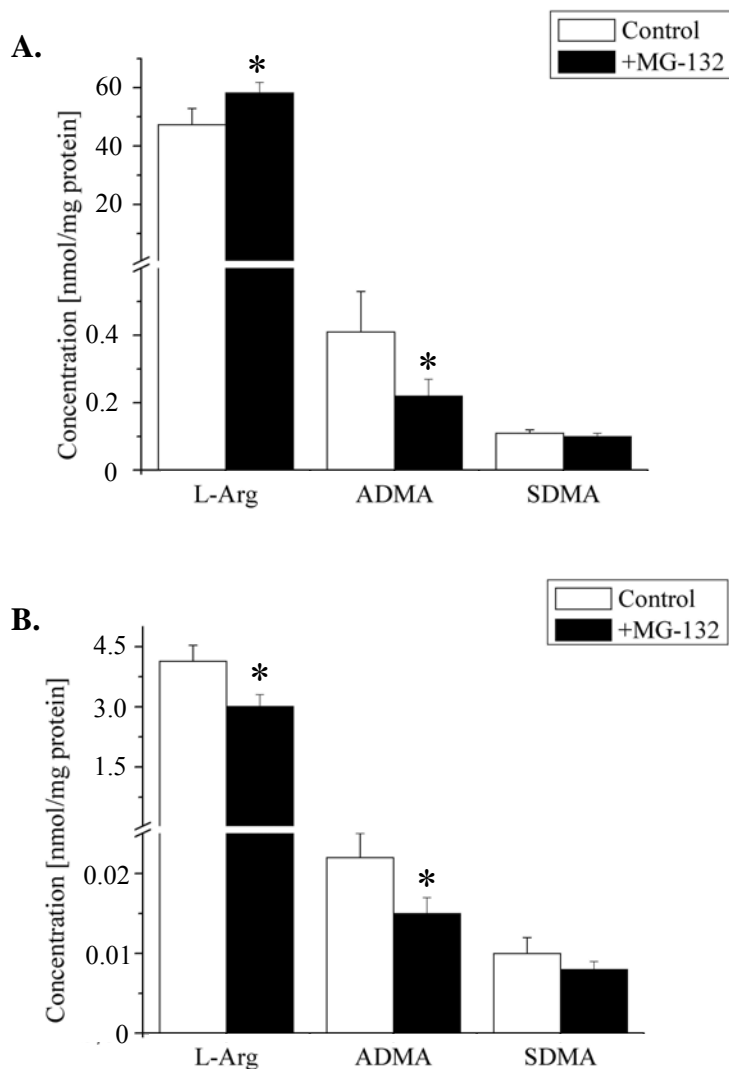 A.
Control
+MG-132
Concentration [nmol/mg protein]
60
40
20
0.4
0.2
0
*
*
L-Arg ADMA SDMA
B.
Control
+MG-132
Concentration [nmol/mg protein]
4.5
3.0
1.5
0.02
0.01
0
*
*
L-Arg ADMA SDMA